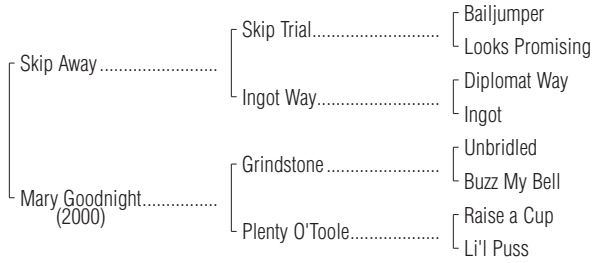 Bailjumper
Skip Trial..............................
Looks Promising
Skip Away............................
Diplomat Way
Ingot Way.............................
Ingot
Unbridled
Grindstone ...........................
Buzz My Bell
Mary Goodnight..................
(2000)
Raise a Cup
Plenty O'Toole......................
Li'l Puss